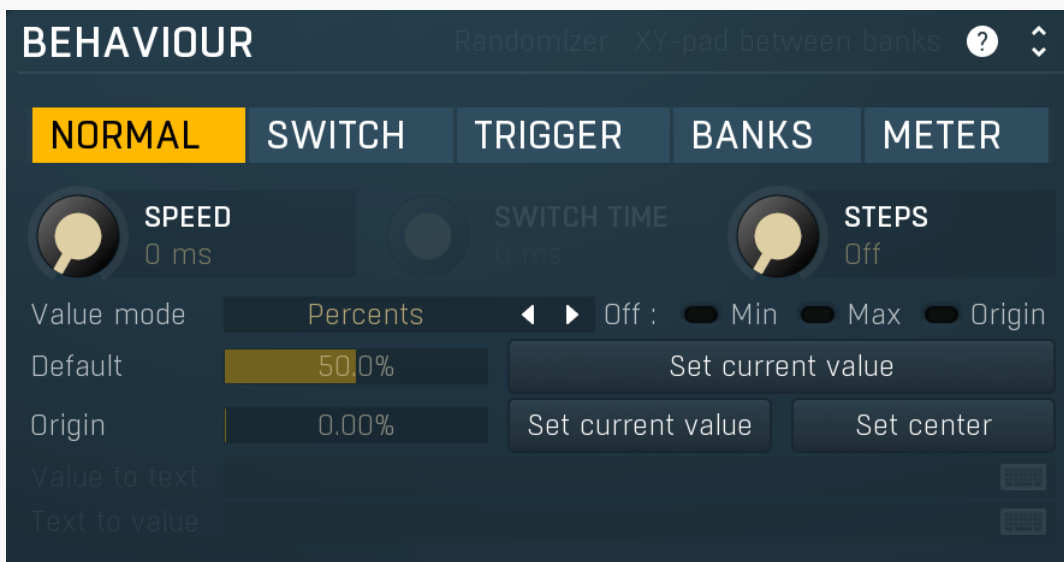 BEHAVIOUR Randomizer XY-pad between banks ?
NORMAL SWITCH TRIGGER BANKS METER
SPEED SWITCH TIME STEPS
0 ms 0 ms Off
Value mode Percents Off : Min Max Origin
Default 50.0% Set current value
Origin 0.00% Set current value Set center
Value to text
Text to value